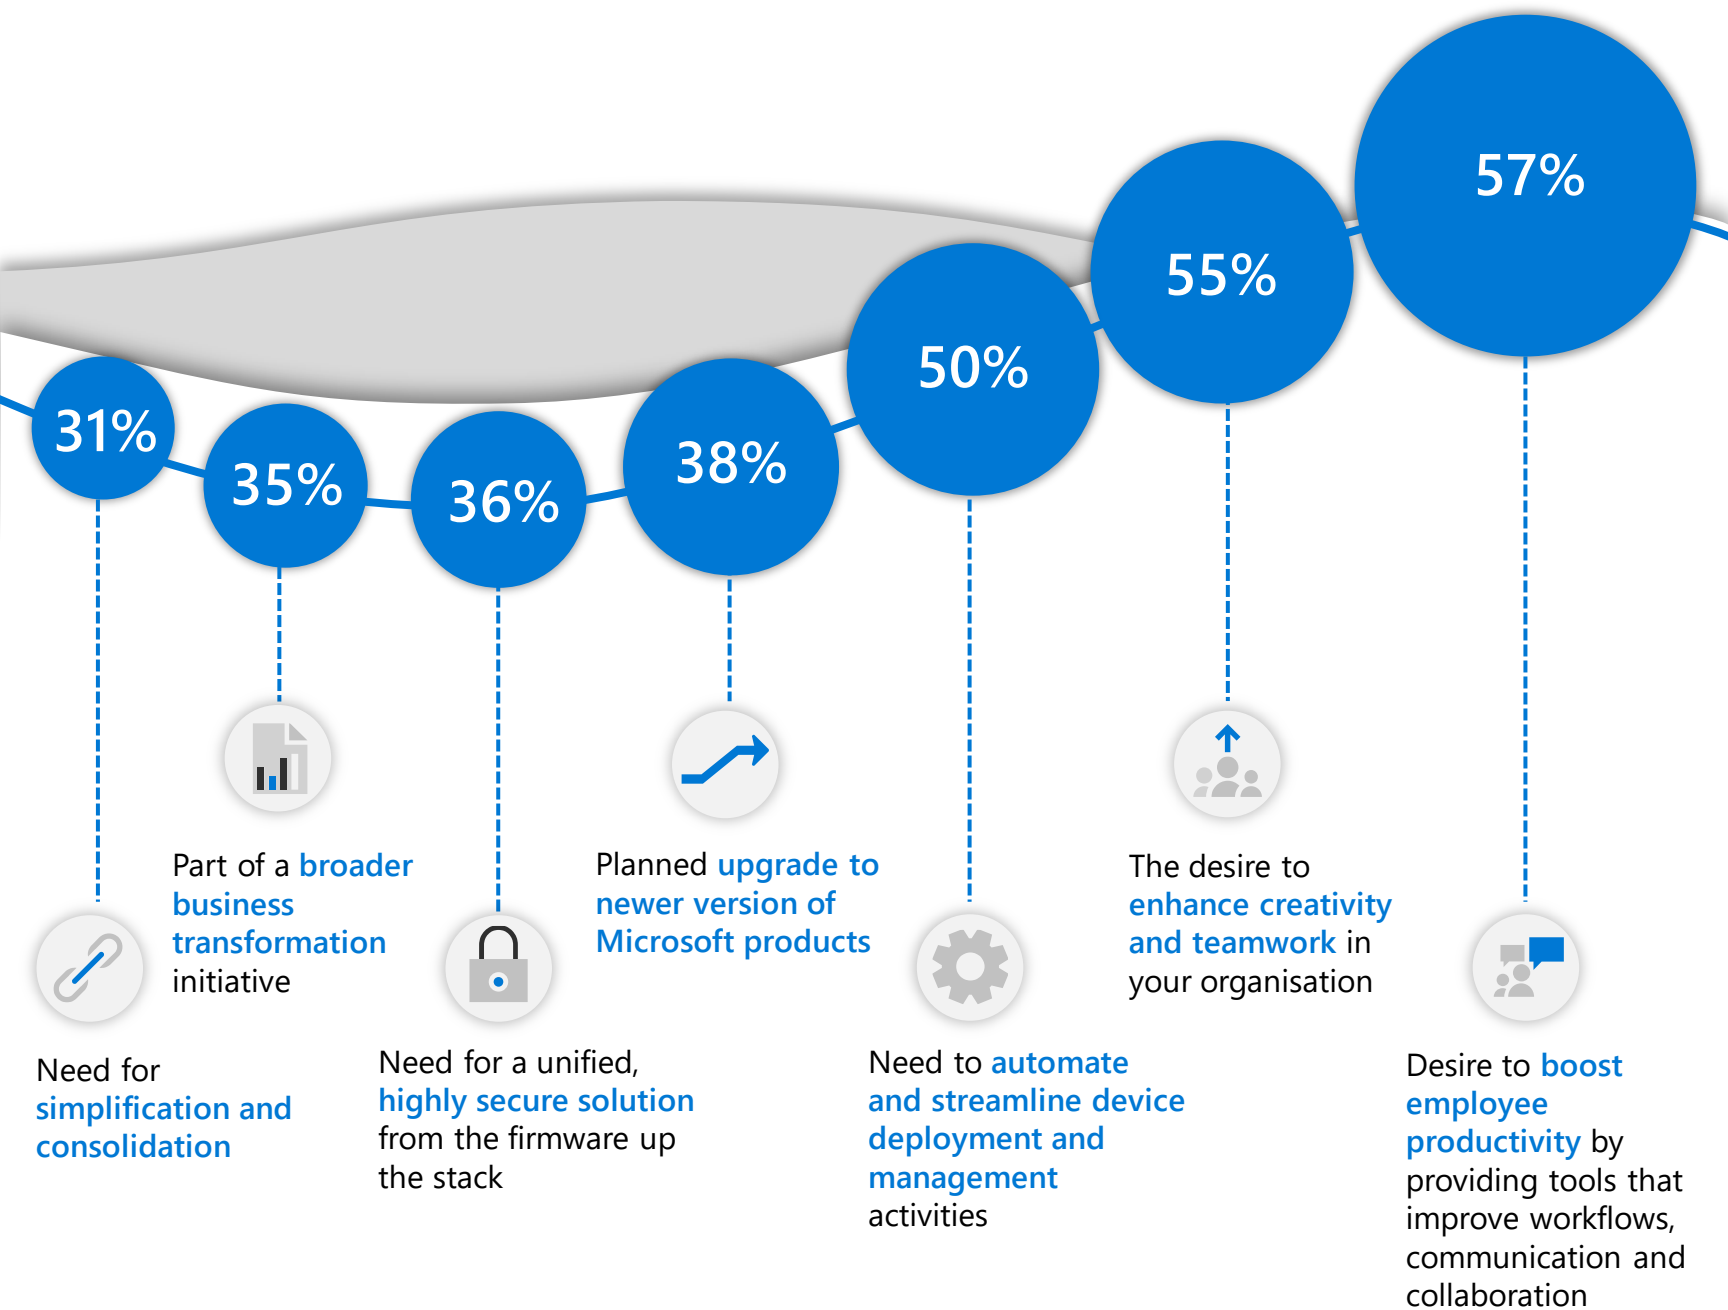 31%
35%
36%
38%
50%
55%
57%
Need for
simplification and
consolidation
Part of a broader
business
transformation
initiative
Need for a unified,
highly secure solution
from the firmware up
the stack
Planned upgrade to
newer version of
Microsoft products
Need to automate
and streamline device
deployment and
management
activities
The desire to
enhance creativity
and teamwork in
your organisation
Desire to boost
employee
productivity by
providing tools that
improve workflows,
communication and
collaboration